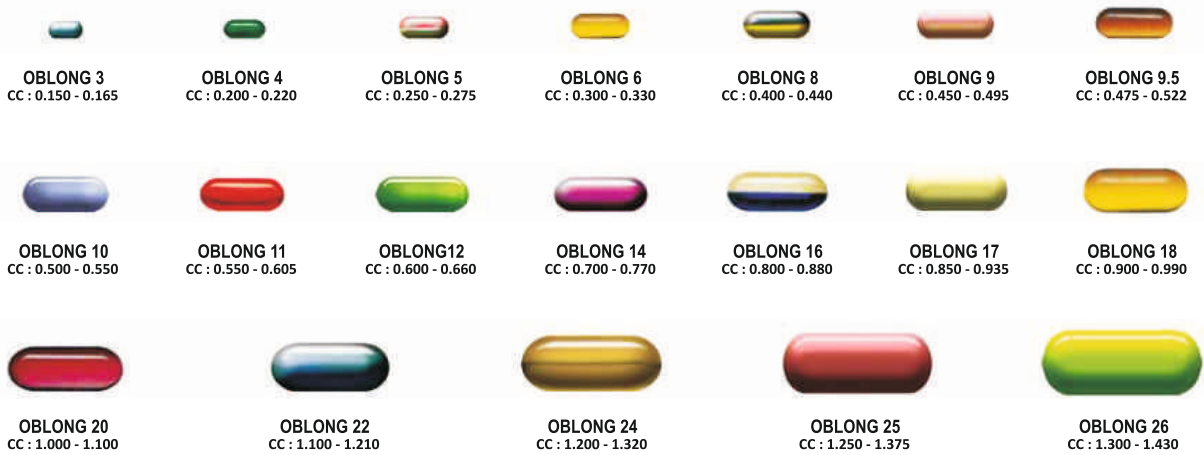 OBLONG 3
CC : 0.150 - 0.165
OBLONG 4
CC : 0.200 - 0.220
OBLONG 5
CC : 0.250 - 0.275
OBLONG 6
CC : 0.300 - 0.330
OBLONG 8
CC : 0.400 - 0.440
OBLONG 9
CC : 0.450 - 0.495
OBLONG 9.5
CC : 0.475 - 0.522
OBLONG 10
CC : 0.500 - 0.550
OBLONG 11
CC : 0.550 - 0.605
OBLONG12
CC : 0.600 - 0.660
OBLONG 14
CC : 0.700 - 0.770
OBLONG 16
CC : 0.800 - 0.880
OBLONG 17
CC : 0.850 - 0.935
OBLONG 18
CC : 0.900 - 0.990
OBLONG 20
CC : 1.000 - 1.100
OBLONG 22
CC : 1.100 - 1.210
OBLONG 24
CC : 1.200 - 1.320
OBLONG 25
CC : 1.250 - 1.375
OBLONG 26
CC : 1.300 - 1.430